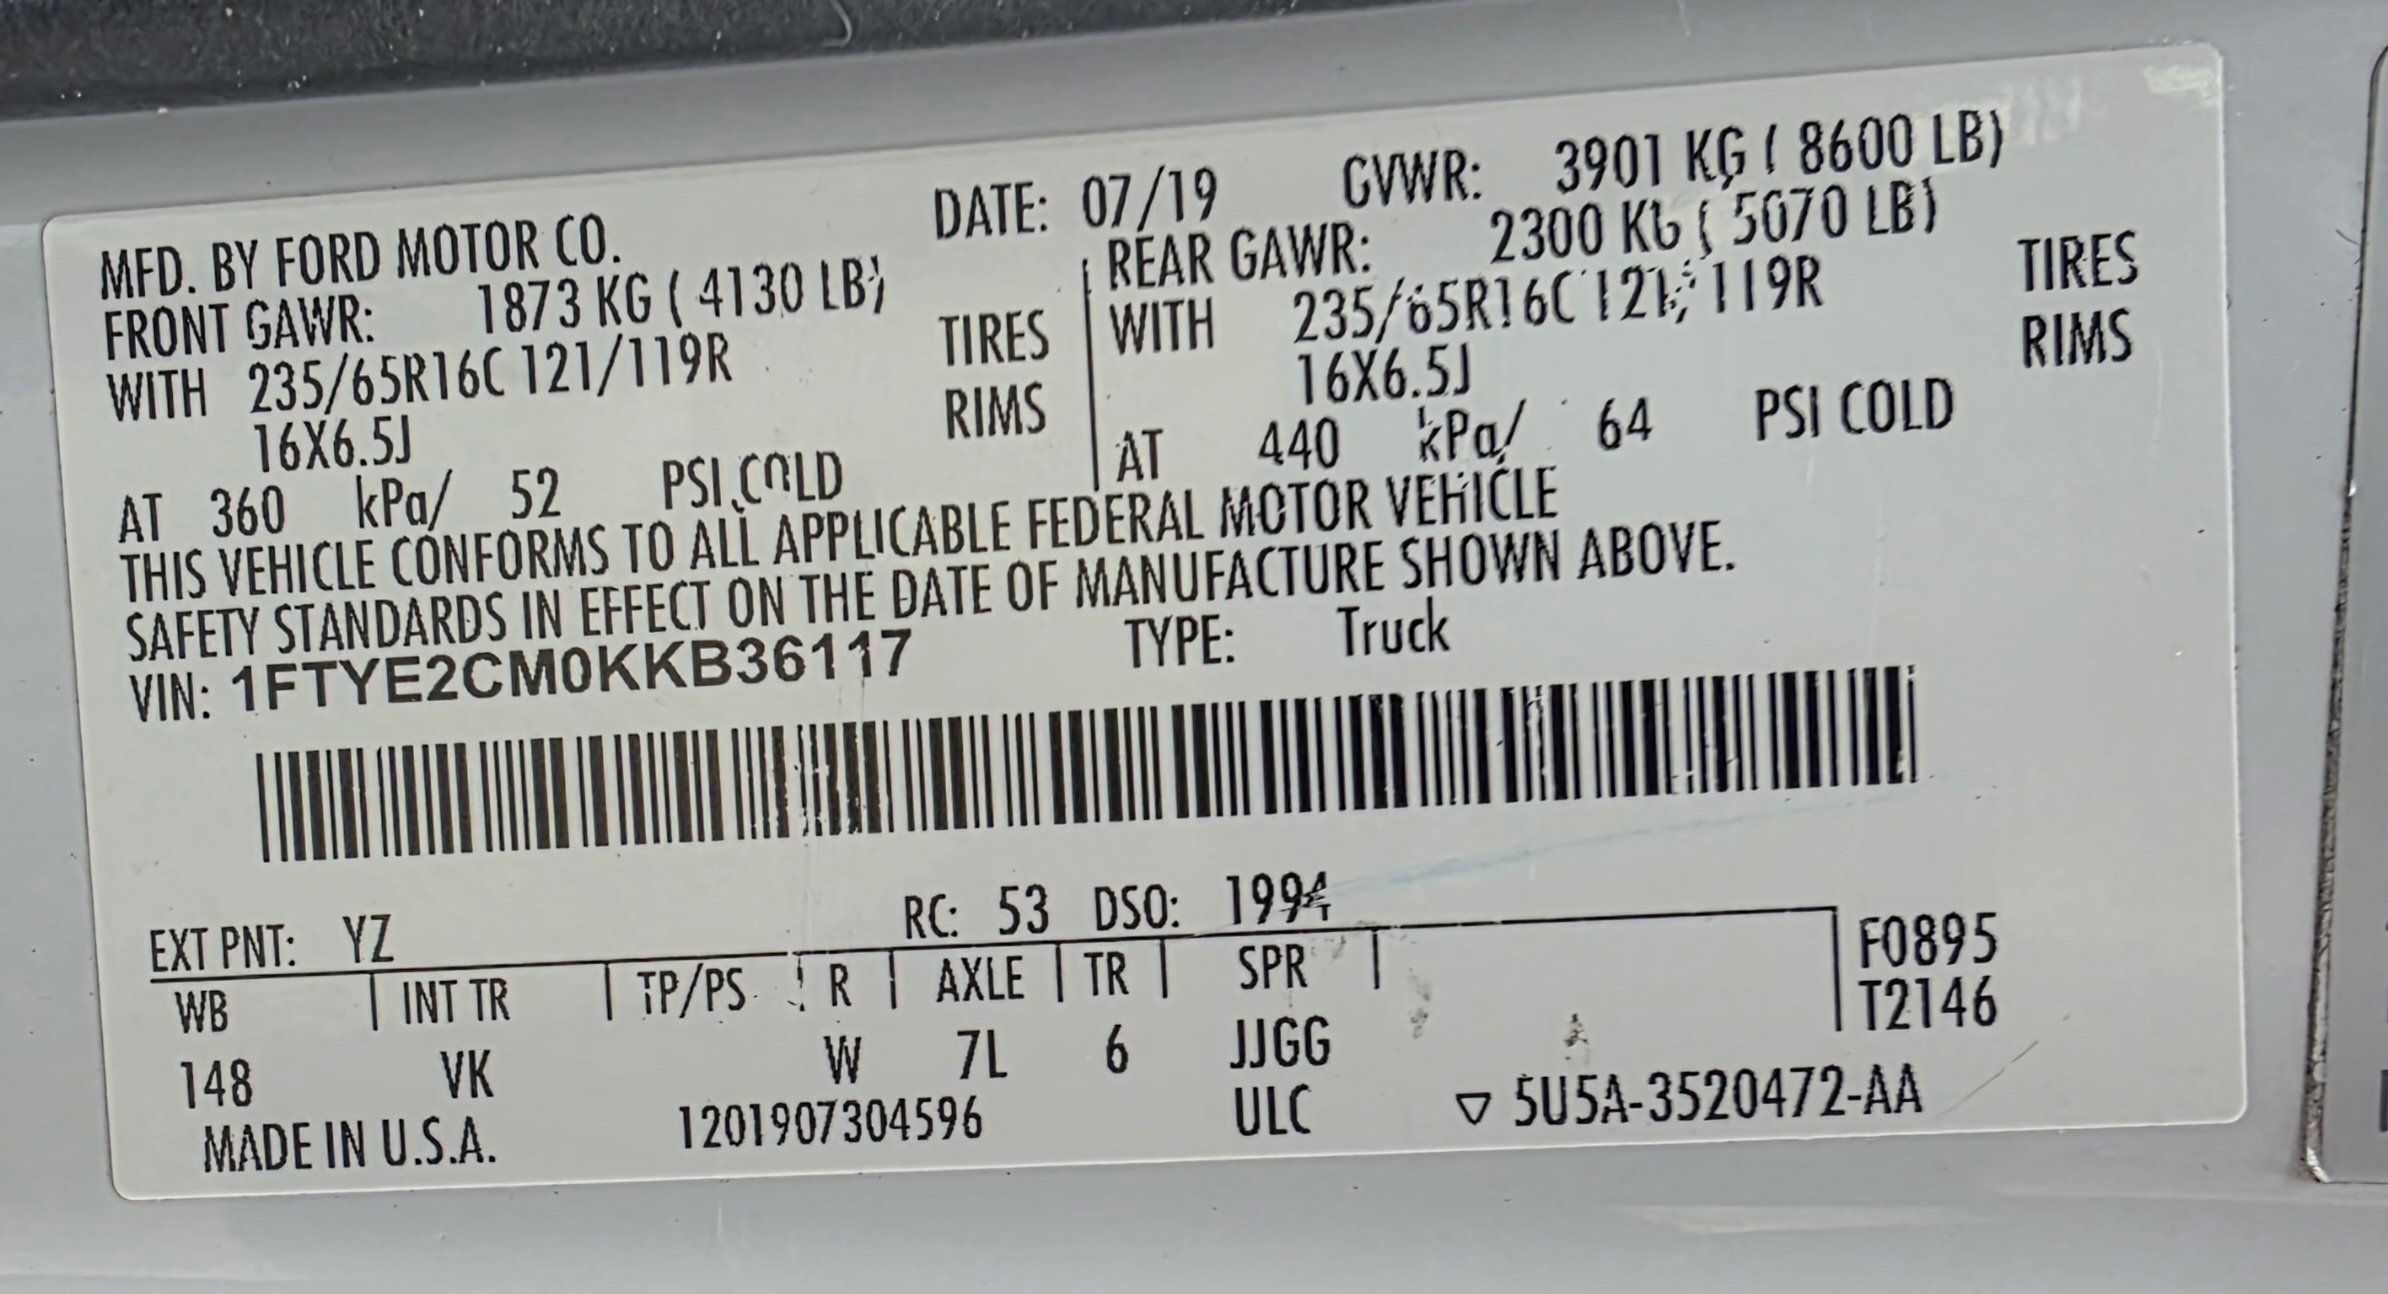 MFD. BY FORD MOTOR CO. DATE: 07/19 GVWR: 3901 KG ( 8600 LB)
FRONT GAWR: 1873 KG ( 4130 LB) REAR GAWR: 2300 KG ( 5070 LB)
WITH 235/65R16C 121/119R TIRES WITH 235/65R16C 121/119R TIRES
16X6.5J RIMS 16X6.5J RIMS
AT 360 kPa/ 52 PSI COLD AT 440 kPa/ 64 PSI COLD
THIS VEHICLE CONFORMS TO ALL APPLICABLE FEDERAL MOTOR VEHICLE
SAFETY STANDARDS IN EFFECT ON THE DATE OF MANUFACTURE SHOWN ABOVE.
VIN: 1FTYE2CM0KKB36117 TYPE: Truck
EXT PNT: YZ RC: 53 DSO: 1994
WB INT TR TP/PS R AXLE TR SPR F0895
T2146
148 VK W 7L 6 JJGG
MADE IN U.S.A. 1201907304596 ULC ▽ 5U5A-3520472-AA